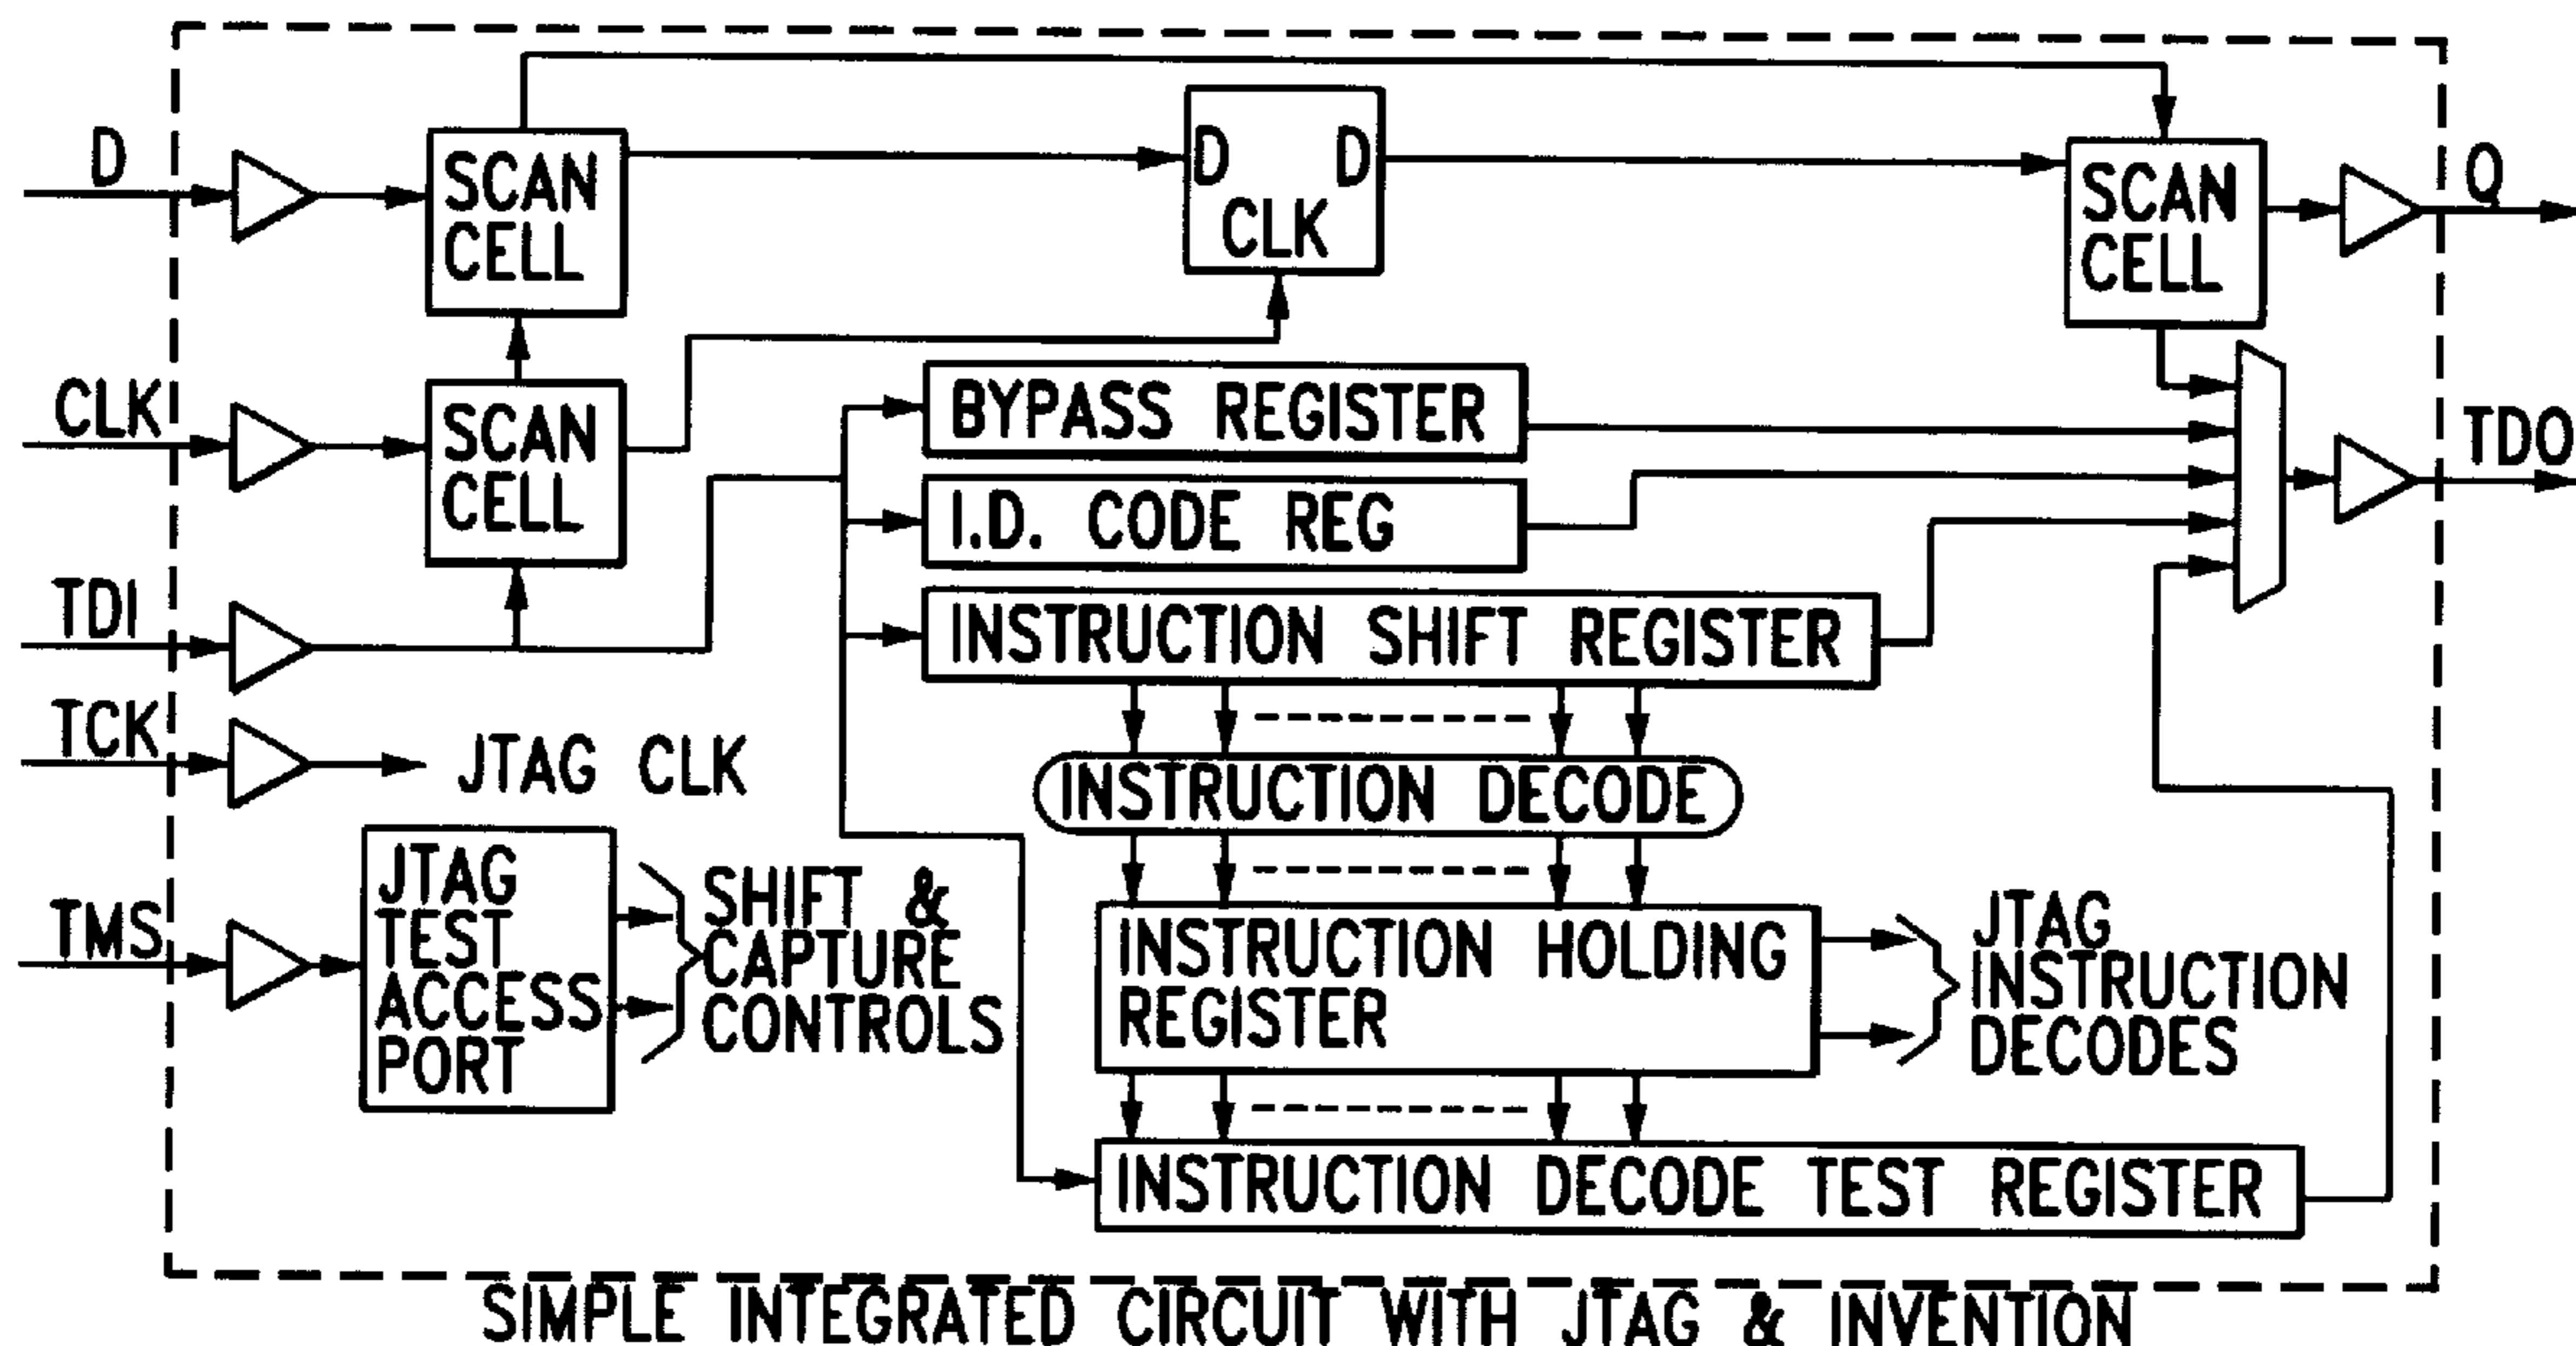 D
SCAN
CELL
D D
CLK
SCAN
CELL
Q
CLK
SCAN
CELL
BYPASS REGISTER
TDO
I.D. CODE REG
TDI
INSTRUCTION SHIFT REGISTER
TCK
JTAG CLK
INSTRUCTION DECODE
TMS
JTAG
TEST
ACCESS
PORT
SHIFT &
CAPTURE
CONTROLS
INSTRUCTION HOLDING
REGISTER
JTAG
INSTRUCTION
DECODES
INSTRUCTION DECODE TEST REGISTER
SIMPLE INTEGRATED CIRCUIT WITH JTAG & INVENTION